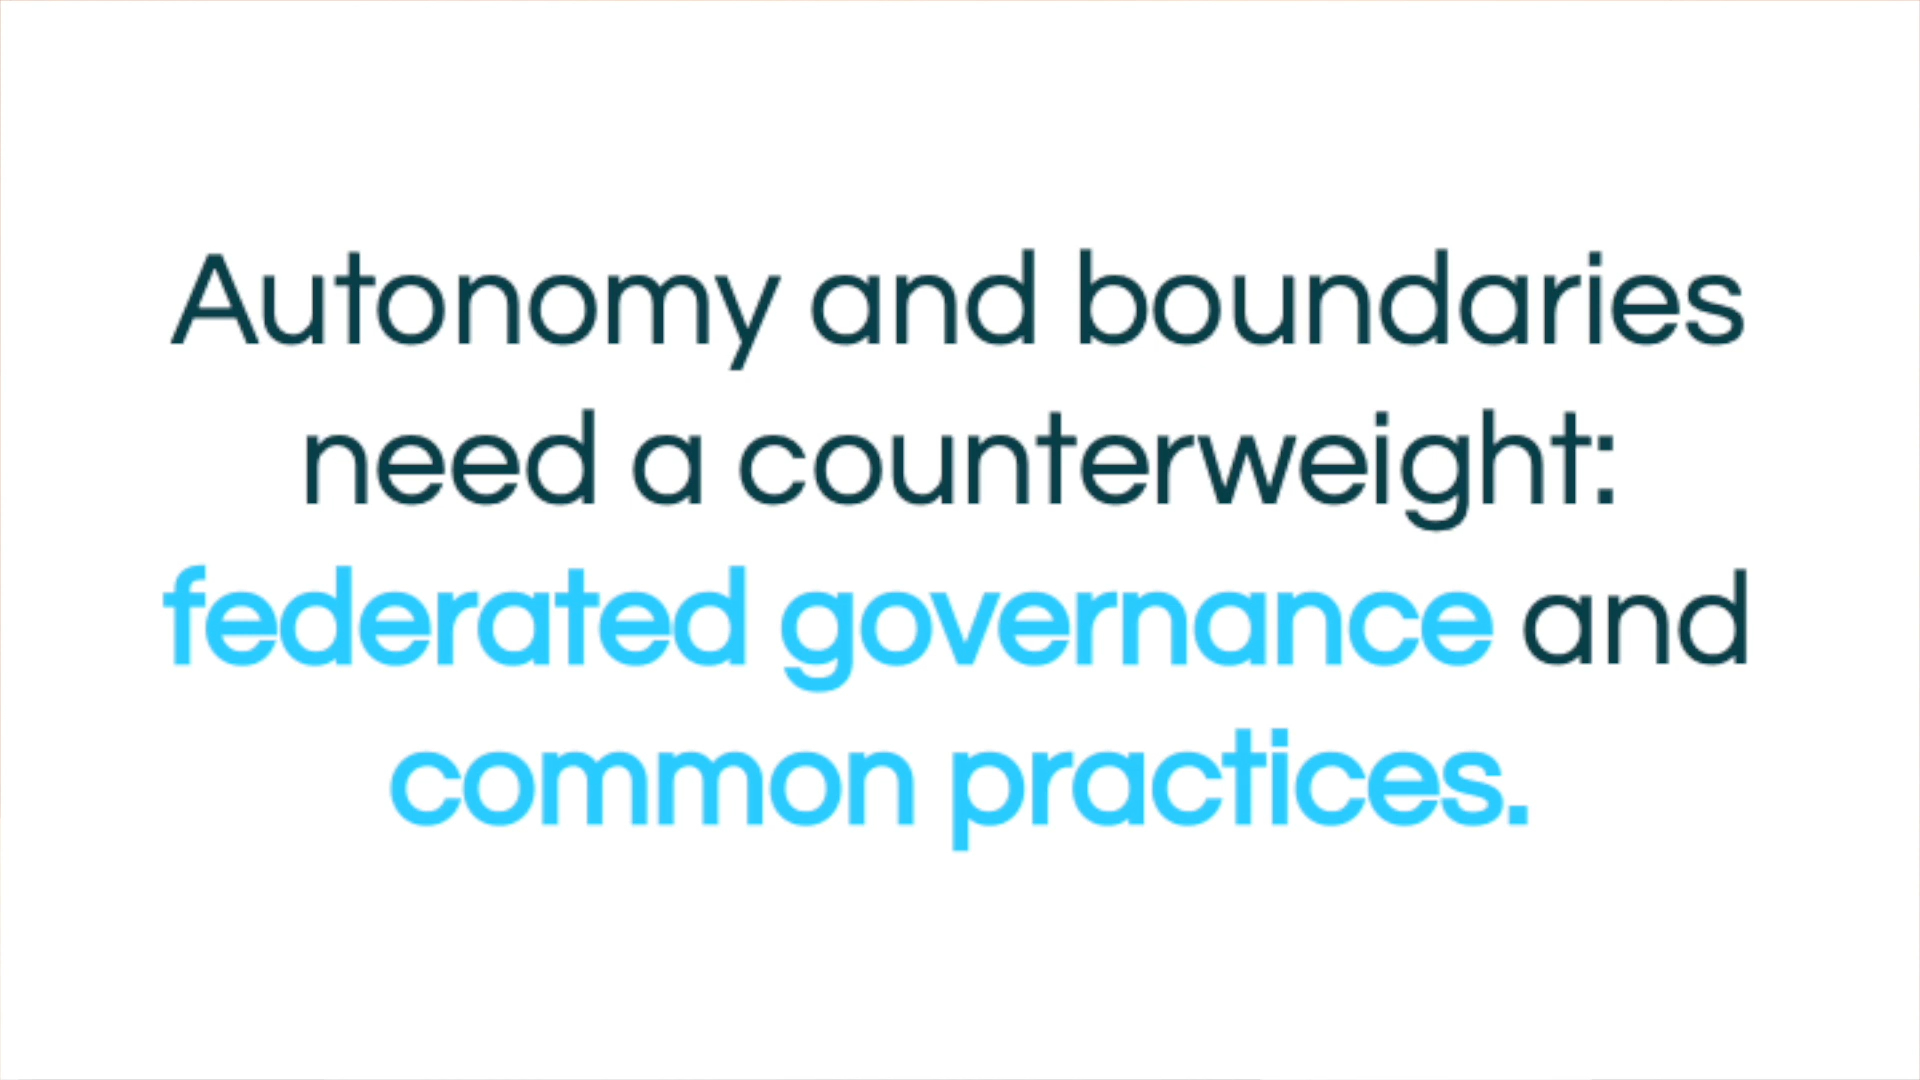 Autonomy and boundaries
need a counterweight:
federated governance and
common practices.